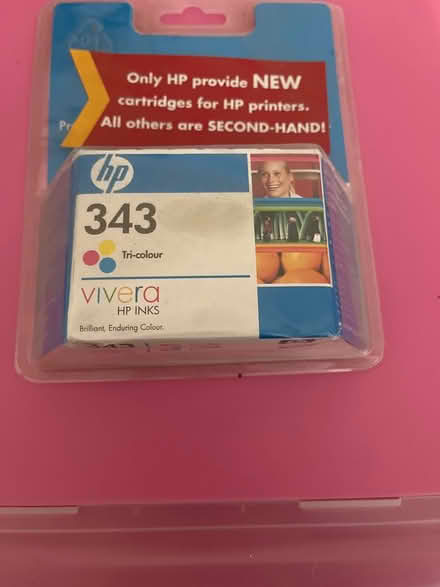 Only HP provide NEW
cartridges for HP printers.
All others are SECOND-HAND!
hp
343
Tri-colour
vivera
HP INKS
Brilliant, Enduring Colour.
343